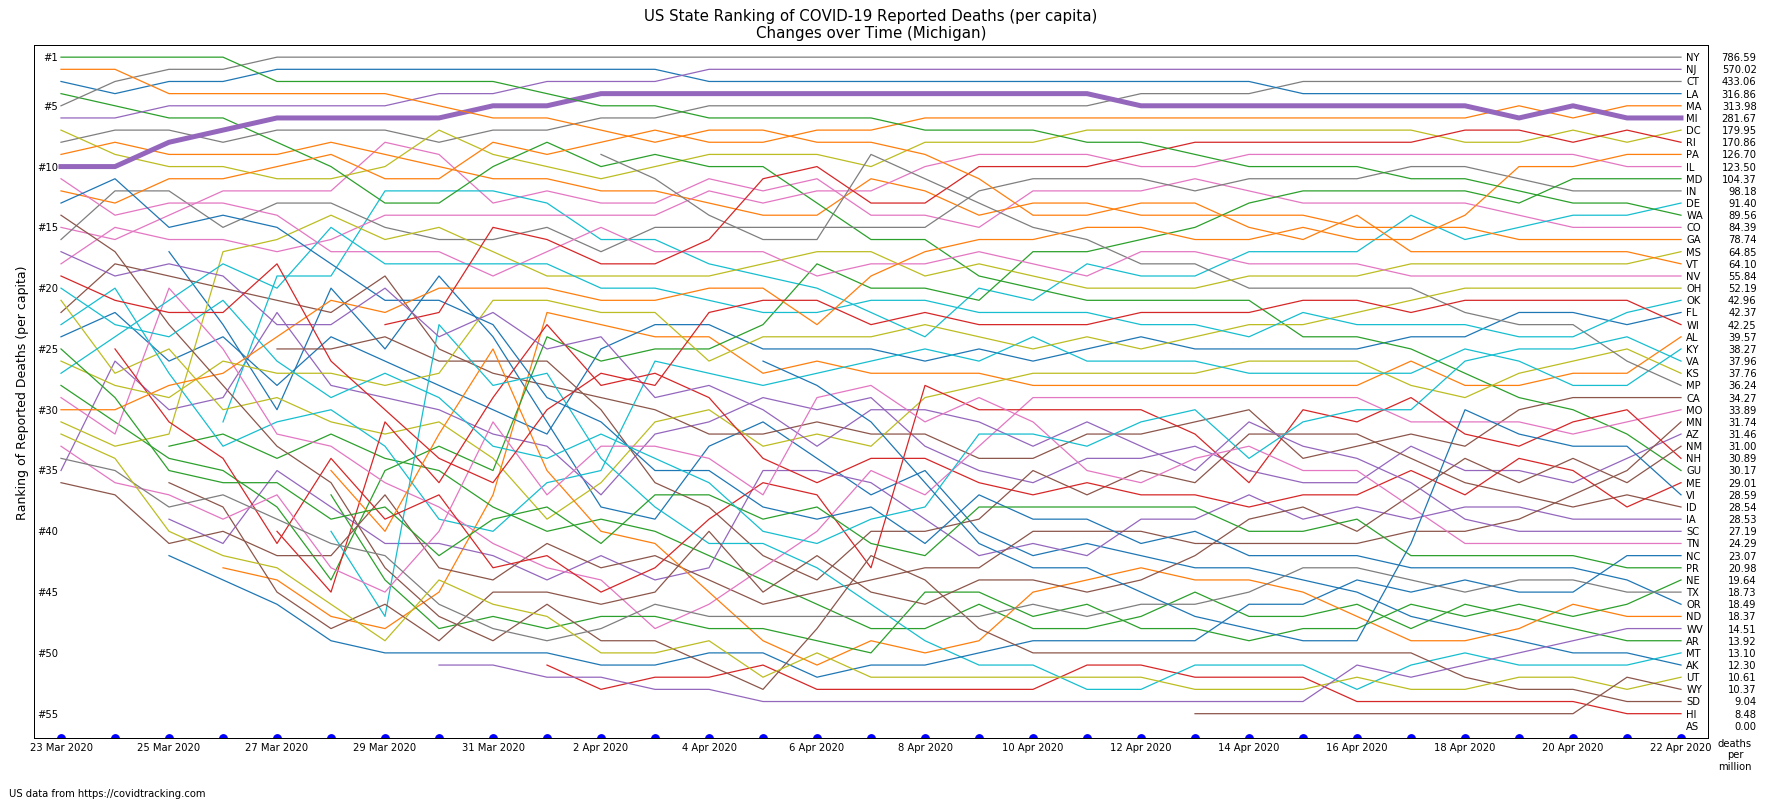 US State Ranking of COVID-19 Reported Deaths (per capita)
Changes over Time (Michigan)
Ranking of Reported Deaths (per capita)
#1
#5
#10
#15
#20
#25
#30
#35
#40
#45
#50
#55
NY 786.59
NJ 570.02
CT 433.06
LA 316.86
MA 313.98
MI 281.67
DC 179.95
RI 170.86
PA 126.70
IL 123.50
MD 104.37
IN 98.18
DE 91.40
WA 89.56
CO 84.39
GA 78.74
MS 64.85
VT 64.10
NV 55.84
OH 52.19
OK 42.96
FL 42.37
WI 42.25
AL 39.57
KY 38.27
VA 37.96
KS 37.76
MP 36.24
CA 34.27
MO 33.89
MN 31.74
AZ 31.46
NM 31.00
NH 30.89
GU 30.17
ME 29.01
VI 28.59
ID 28.54
IA 28.53
SC 27.19
TN 24.29
NC 23.07
PR 20.98
NE 19.64
TX 18.73
OR 18.49
ND 18.37
WV 14.51
AR 13.92
MT 13.10
AK 12.30
UT 10.61
WY 10.37
SD 9.04
HI 8.48
AS 0.00
23 Mar 2020 25 Mar 2020 27 Mar 2020 29 Mar 2020 31 Mar 2020 2 Apr 2020 4 Apr 2020 6 Apr 2020 8 Apr 2020 10 Apr 2020 12 Apr 2020 14 Apr 2020 16 Apr 2020 18 Apr 2020 20 Apr 2020 22 Apr 2020
deaths
per
million
US data from https://covidtracking.com